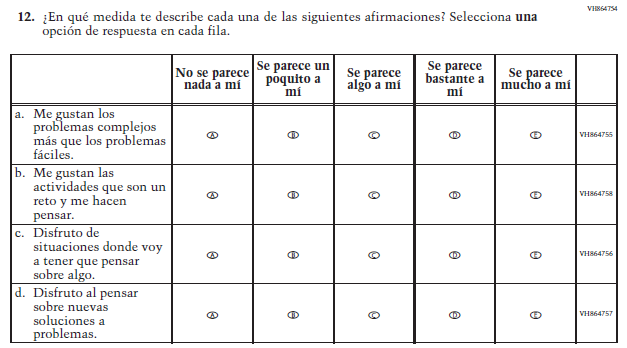 VH864754
12. ¿En qué medida te describe cada una de las siguientes afirmaciones? Selecciona una
opción de respuesta en cada fila.
No se parece
nada a mí
Se parece un
poquito a
mí
Se parece
algo a mí
Se parece
bastante a
mí
Se parece
mucho a mí
a. Me gustan los
problemas complejos
más que los problemas
fáciles.
A B C D E
VH864755
b. Me gustan las
actividades que son un
reto y me hacen
pensar.
A B C D E
VH864758
c. Disfruto de
situaciones donde voy
a tener que pensar
sobre algo.
A B C D E
VH864756
d. Disfruto al pensar
sobre nuevas
soluciones a
problemas.
A B C D E
VH864757